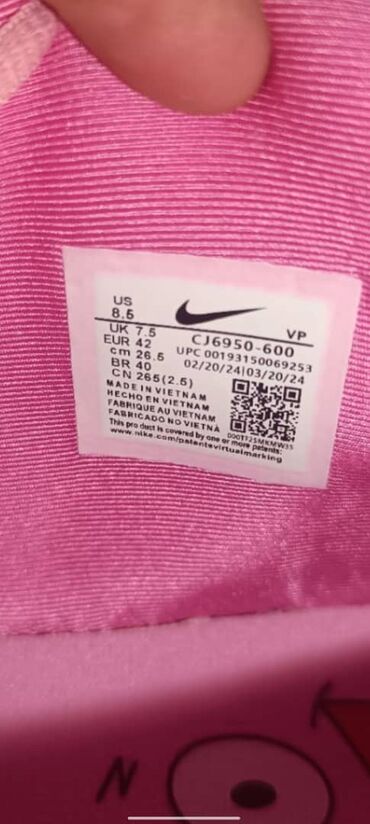 US
8.5
UK 7.5
EUR 42
cm 26.5
BR 40
CN 265(2.5)
VP
CJ6950-600
UPC 00193150069253
02/20/24|03/20/24
MADE IN VIETNAM
HECHO EN VIETNAM
FABRIQUE AU VIETNAM
FABRICADO NO VIETNÃ
This product is covered by one or more patents:
www.nike.com/patentsvirtualmarking
N